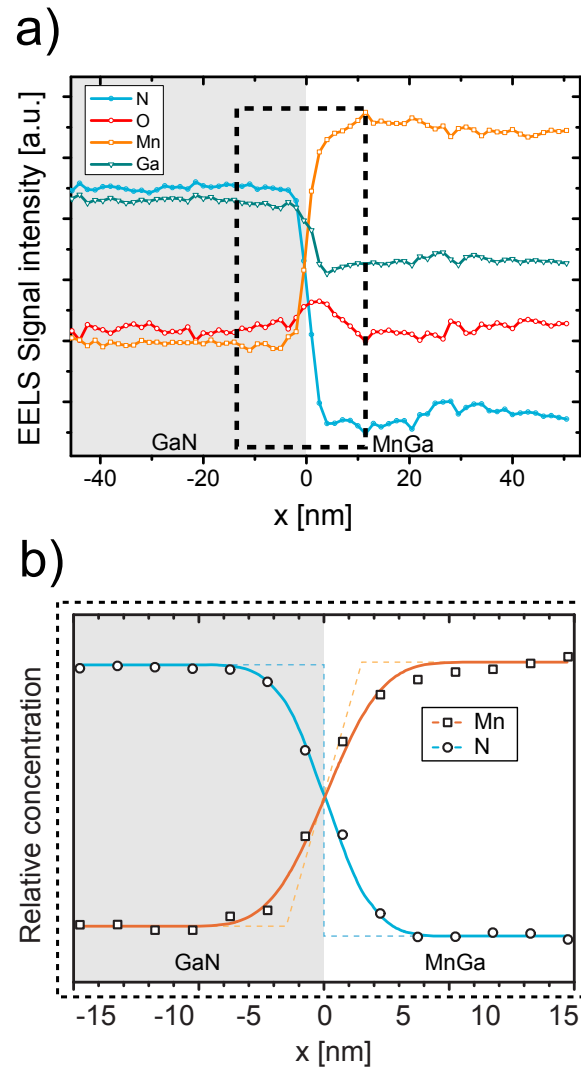 a)
EELS Signal intensity [a.u.]
N
O
Mn
Ga
GaN
MnGa
-40 -20 0 20 40
x [nm]
b)
Relative concentration
Mn
N
GaN
MnGa
-15 -10 -5 0 5 10 15
x [nm]